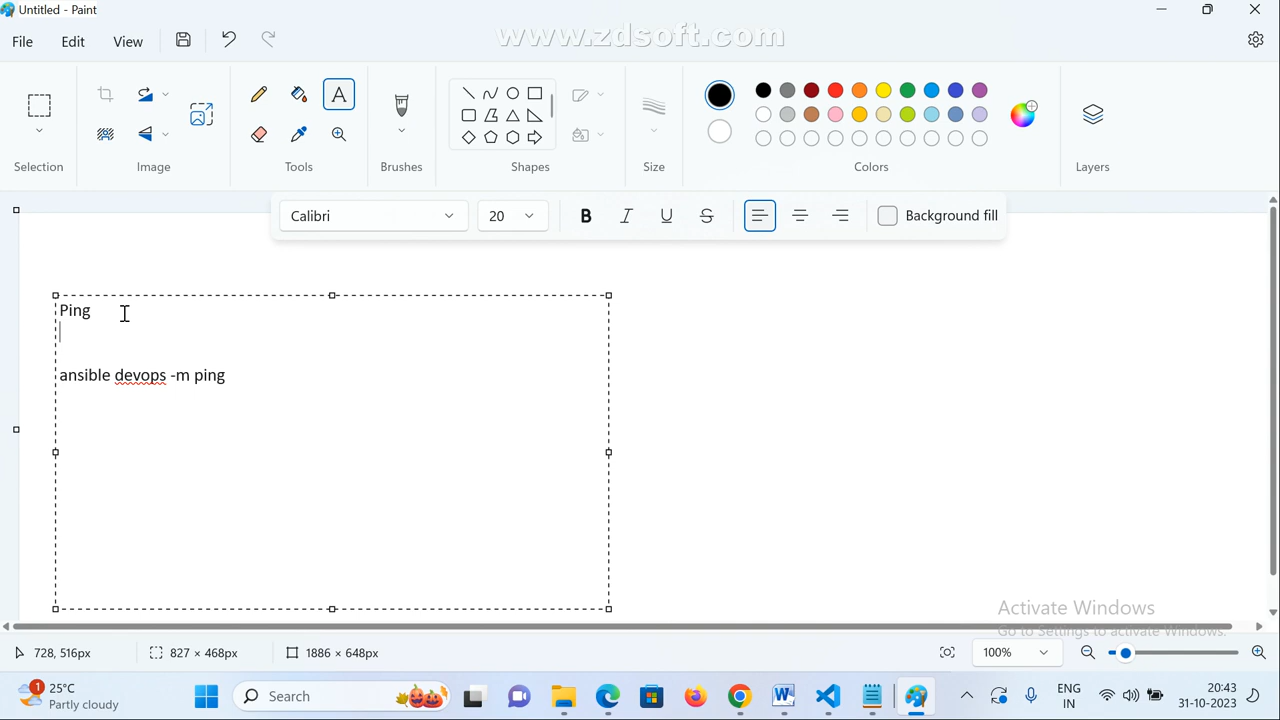 Untitled - Paint
www.zdsoft.com
File Edit View
A
Selection Image Tools Brushes Shapes Size Colors Layers
Calibri 20 B I U S Background fill
Ping
ansible devops -m ping
Activate Windows
Go to Settings to activate Windows.
728, 516px 827 × 468px 1886 × 648px 100%
1 25°C
Partly cloudy
Search
ENG
IN
20:43
31-10-2023